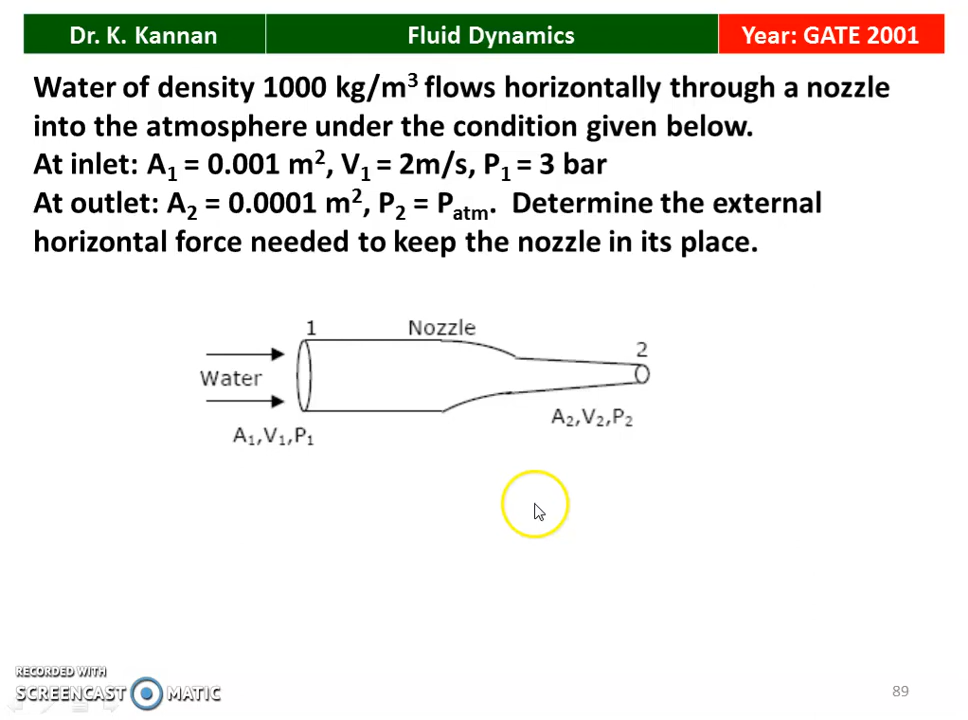 Dr. K. Kannan
Fluid Dynamics
Year: GATE 2001
Water of density 1000 kg/m³ flows horizontally through a nozzle
into the atmosphere under the condition given below.
At inlet: A₁ = 0.001 m², V₁ = 2m/s, P₁ = 3 bar
At outlet: A₂ = 0.0001 m², P₂ = Pₐₜₘ. Determine the external
horizontal force needed to keep the nozzle in its place.
1
Nozzle
2
Water
A₂,V₂,P₂
A₁,V₁,P₁
RECORDED WITH
SCREENCAST MATIC
89